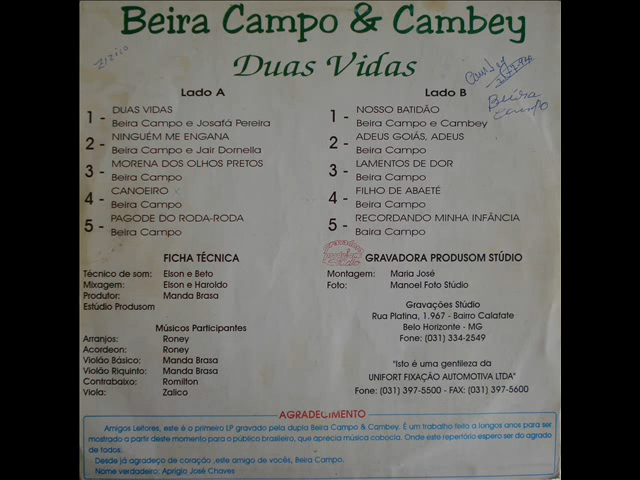 Beira Campo & Cambey
Duas Vidas
Lado A
1 - DUAS VIDAS
Beira Campo e Josafá Pereira
2 - NINGUÉM ME ENGANA
Beira Campo e Jair Dornella
3 - MORENA DOS OLHOS PRETOS
Beira Campo
4 - CANOEIRO
Beira Campo
5 - PAGODE DO RODA-RODA
Beira Campo
Lado B
1 - NOSSO BATIDÃO
Beira Campo e Cambey
2 - ADEUS GOIÁS, ADEUS
Beira Campo
3 - LAMENTOS DE DOR
Beira Campo
4 - FILHO DE ABAETÉ
Beira Campo
5 - RECORDANDO MINHA INFÂNCIA
Baira Campo
Cambey
Beira
Campo
FICHA TÉCNICA
Técnico de som: Elson e Beto
Mixagem: Elson e Haroldo
Produtor: Manda Brasa
Estúdio Produsom
Músicos Participantes
Arranjos: Roney
Acordeon: Roney
Violão Básico: Manda Brasa
Violão Riquinto: Manda Brasa
Contrabaixo: Romilton
Viola: Zalico
GRAVADORA PRODUSOM STÚDIO
Montagem: Maria José
Foto: Manoel Foto Stúdio
Gravações Stúdio
Rua Platina, 1.967 - Bairro Calafate
Belo Horizonte - MG
Fone: (031) 334-2549
"Isto é uma gentileza da
UNIFORT FIXAÇÃO AUTOMOTIVA LTDA"
Fone: (031) 397-5500 - FAX: (031) 397-5600
AGRADECIMENTO
Amigos Leitores, este é o primeiro LP gravado pela dupla Beira Campo & Cambey. É um trabalho feito a longos anos para ser
mostrado a partir deste momento para o público brasileiro, que aprecia música cabocla. Onde este repertório espero ser do agrado
de todos.
Desde já agradeço de coração ,este amigo de vocês, Beira Campo.
Nome verdadeiro: Aprigio José Chaves